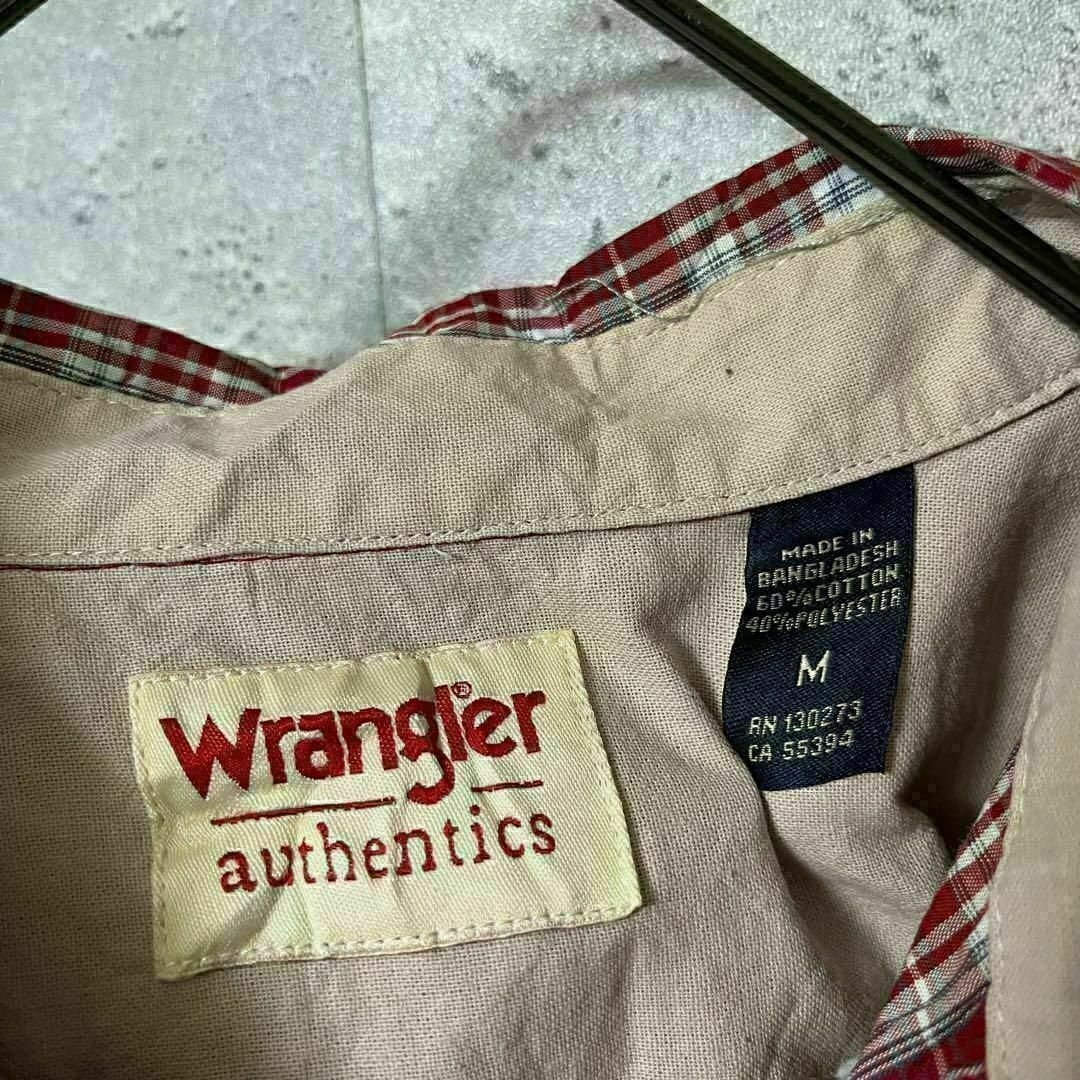 Wrangler®
authentics
MADE IN
BANGLADESH
60%COTTON
40%POLYESTER
M
RN 130273
CA 55394